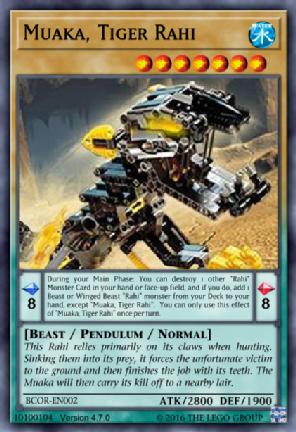 MUAKA, TIGER RAHI
WATER
水
During your Main Phase: You can destroy 1 other "Rahi"
Monster Card in your hand or face-up field, and if you do, add 1
Beast or Winged Beast "Rahi" monster from your Deck to your
hand, except "Muaka, Tiger Rahi". You can only use this effect
of "Muaka, Tiger Rahi" once per turn.
8
8
[BEAST / PENDULUM / NORMAL]
This Rahi relies primarily on its claws when hunting.
Sinking them into its prey, it forces the unfortunate victim
to the ground and then finishes the job with its teeth. The
Muaka will then carry its kill off to a nearby lair.
BCOR-EN002
ATK/2800 DEF/1900
10100104 Version 4.7.0
©2016 THE LEGO GROUP